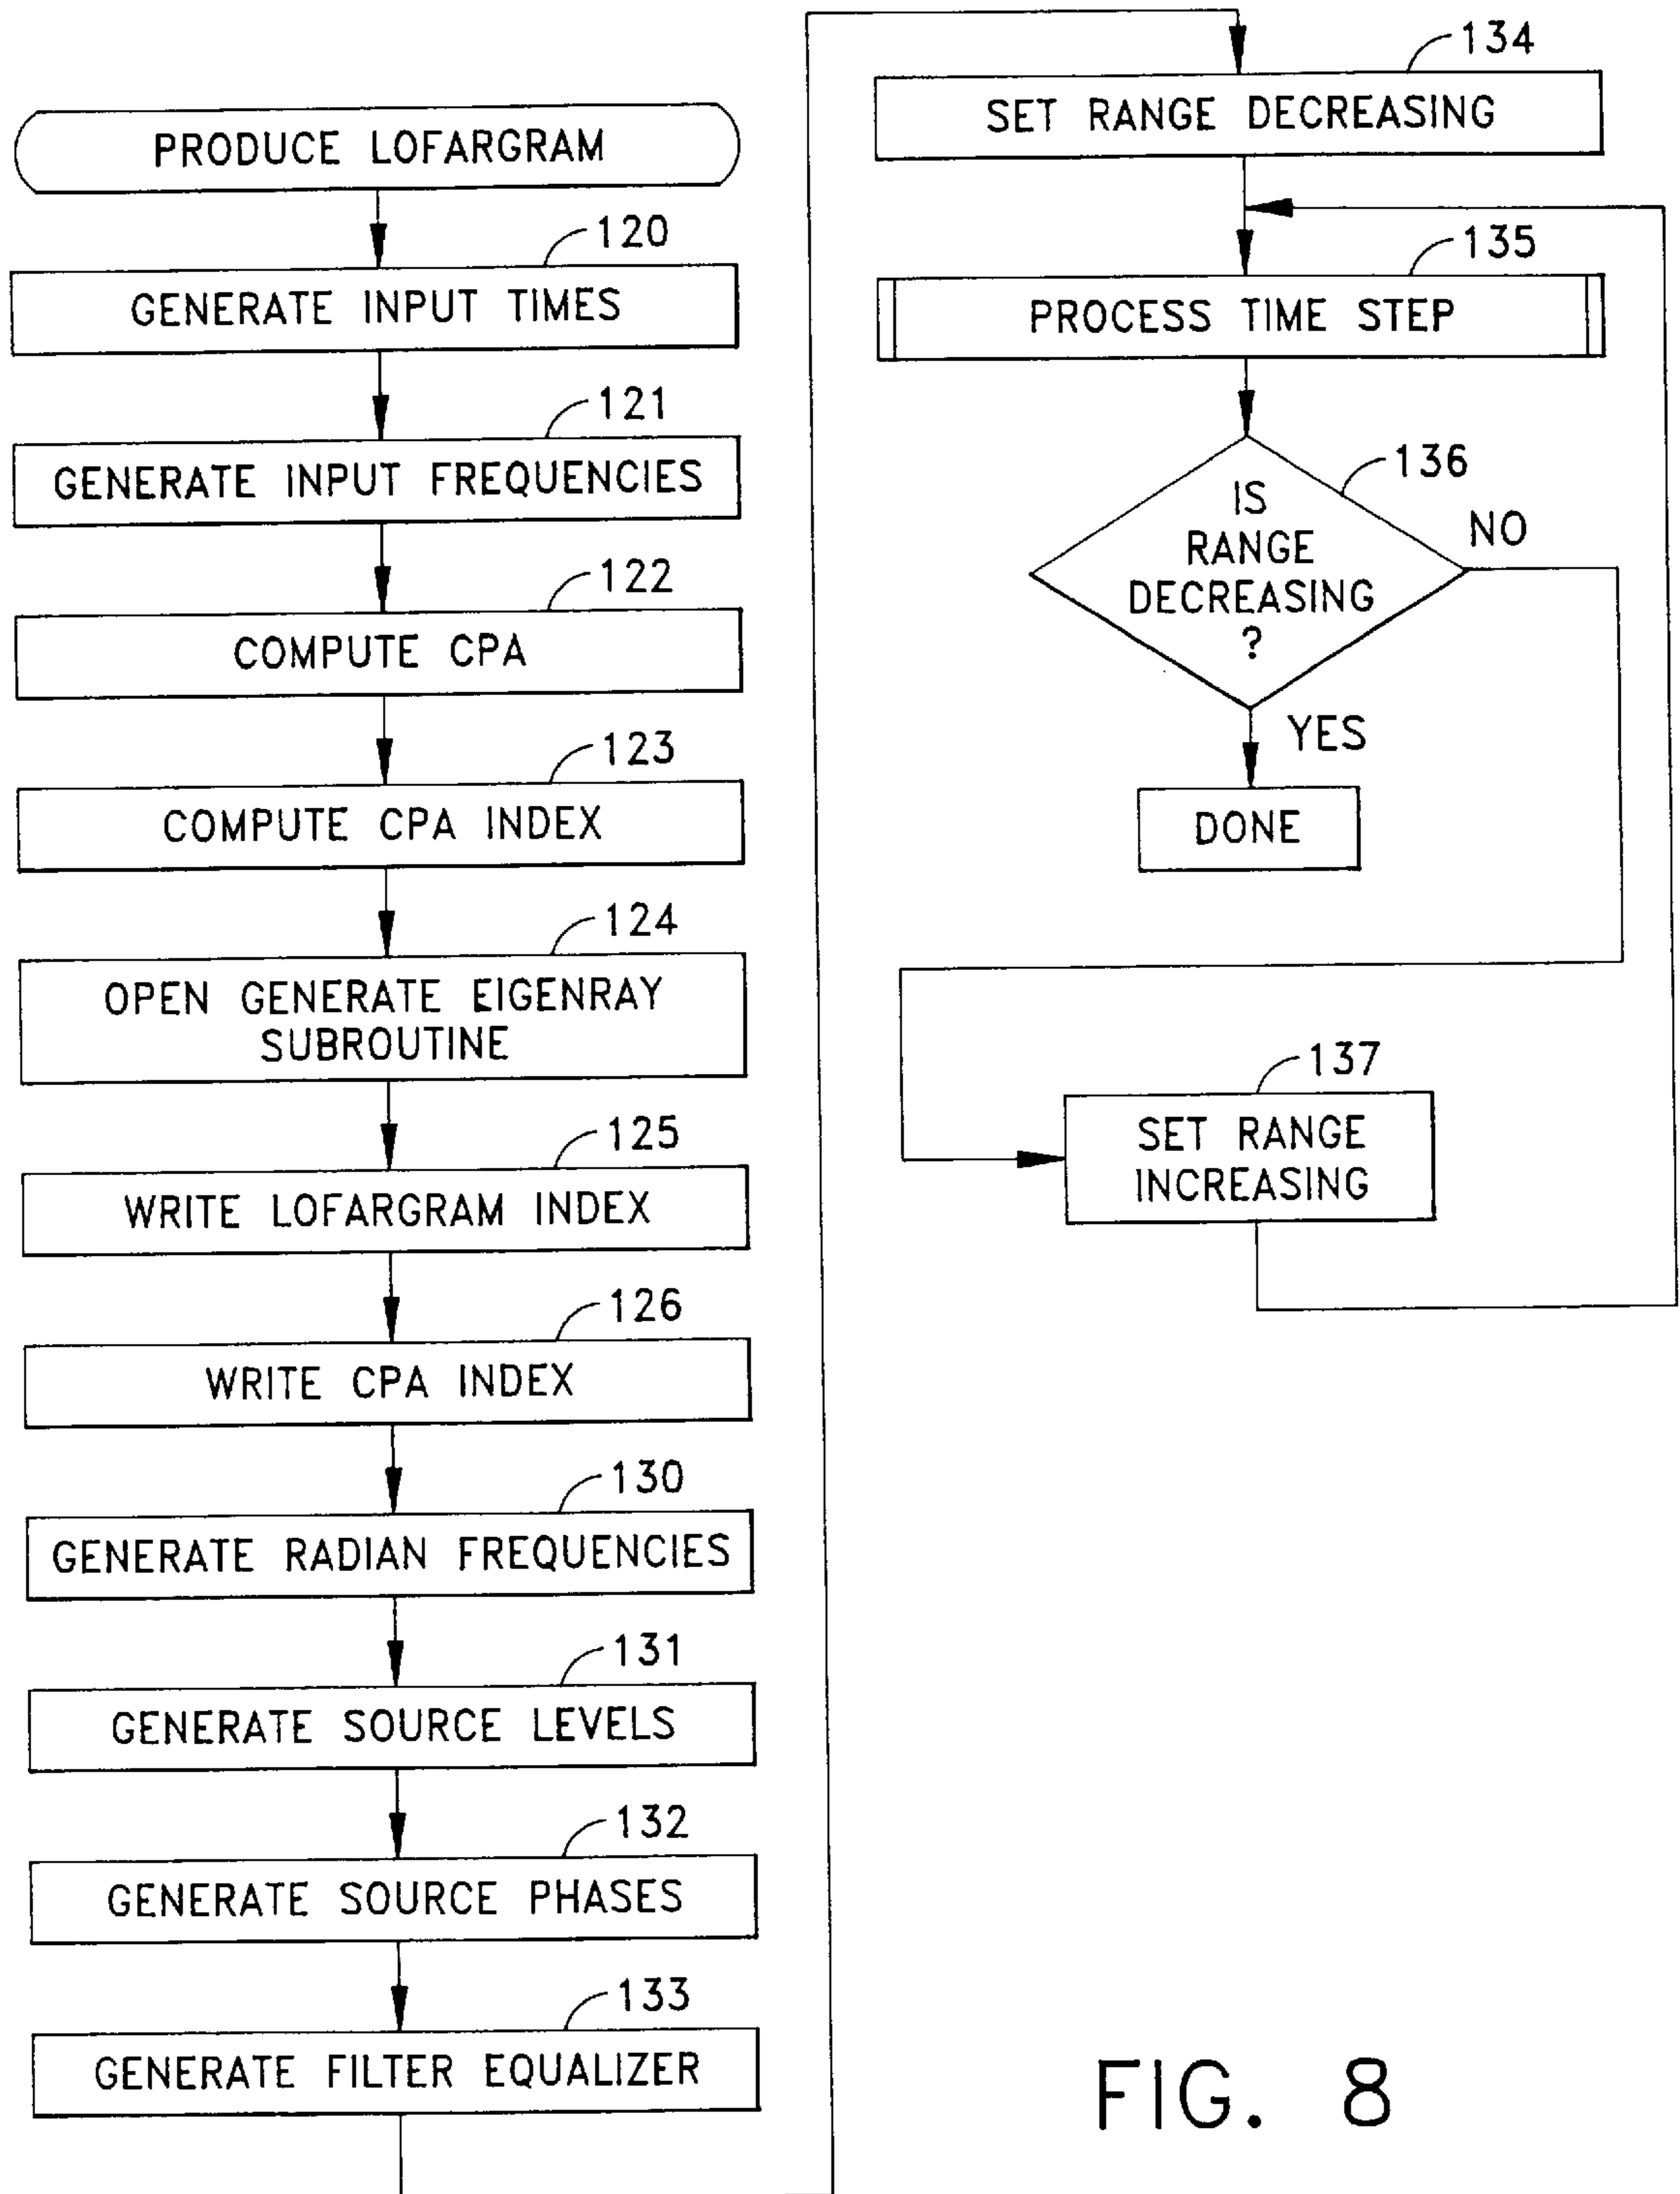 PRODUCE LOFARGRAM
120
GENERATE INPUT TIMES
121
GENERATE INPUT FREQUENCIES
122
COMPUTE CPA
123
COMPUTE CPA INDEX
124
OPEN GENERATE EIGENRAY
SUBROUTINE
125
WRITE LOFARGRAM INDEX
126
WRITE CPA INDEX
130
GENERATE RADIAN FREQUENCIES
131
GENERATE SOURCE LEVELS
132
GENERATE SOURCE PHASES
133
GENERATE FILTER EQUALIZER
134
SET RANGE DECREASING
135
PROCESS TIME STEP
136
IS
RANGE
DECREASING
?
NO
YES
DONE
137
SET RANGE
INCREASING
FIG. 8